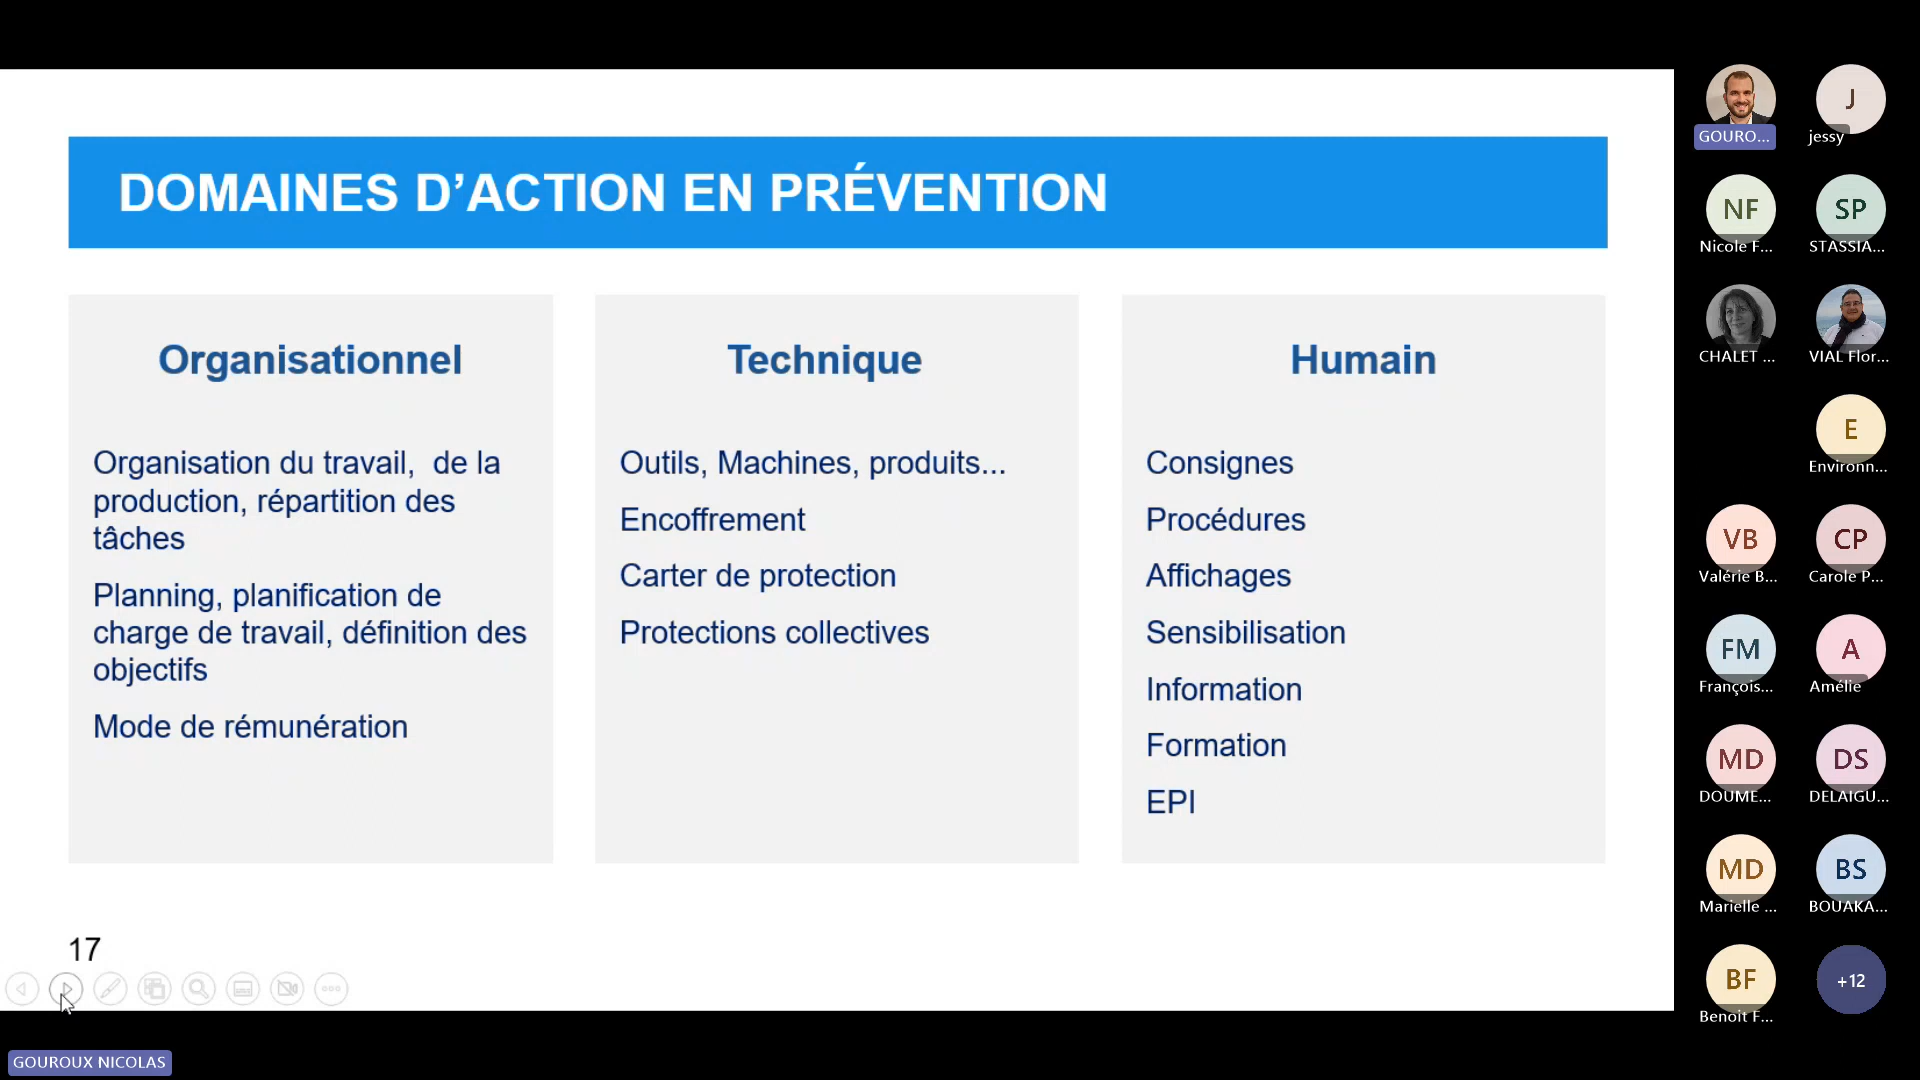 DOMAINES D’ACTION EN PRÉVENTION
Organisationnel
Organisation du travail, de la
production, répartition des
tâches
Planning, planification de
charge de travail, définition des
objectifs
Mode de rémunération
Technique
Outils, Machines, produits...
Encoffrement
Carter de protection
Protections collectives
Humain
Consignes
Procédures
Affichages
Sensibilisation
Information
Formation
EPI
17
GOUROUX NICOLAS
GOURO...
J
jessy
NF
Nicole F...
SP
STASSIA...
CHALET ...
VIAL Flor...
E
Environn...
VB
Valérie B...
CP
Carole P...
FM
François...
A
Amélie
MD
DOUME...
DS
DELAIGU...
MD
Marielle ...
BS
BOUAKA...
BF
Benoit F...
+12